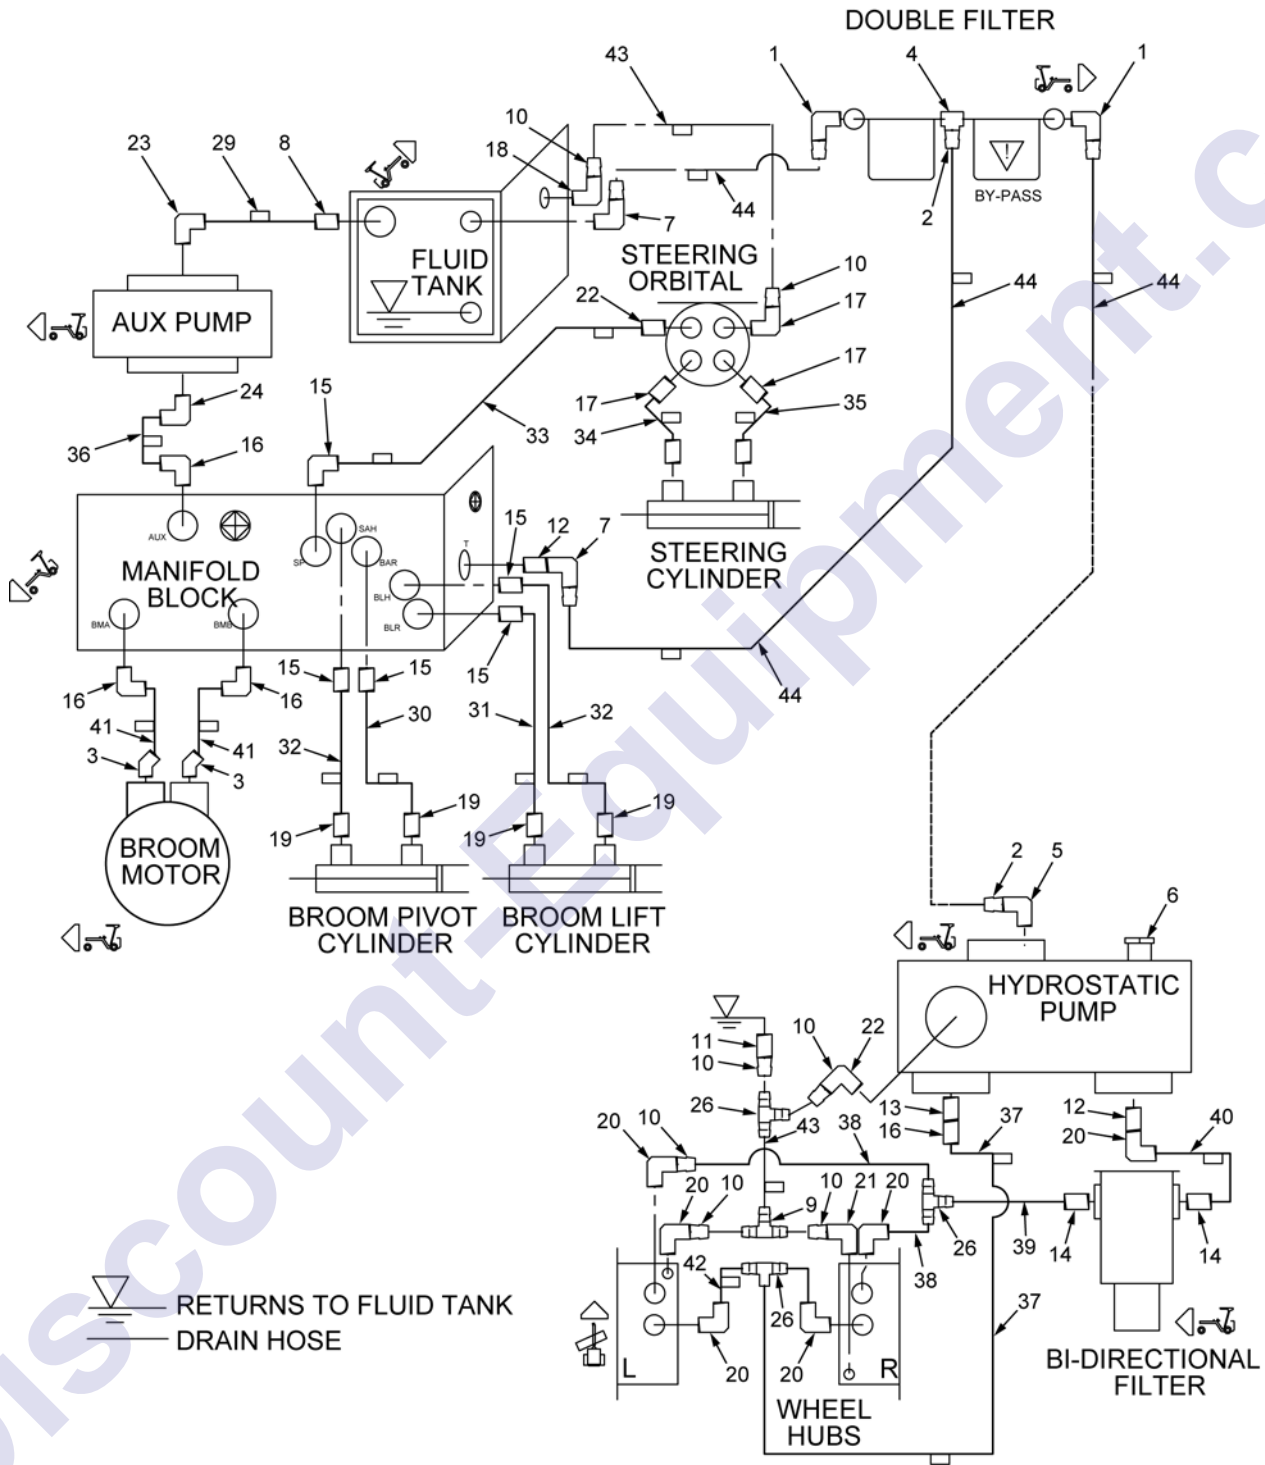 DOUBLE FILTER
43
1
4
1
10
23
29
8
18
44
7
2
BY-PASS
FLUID
TANK
STEERING
ORBITAL
10
22
17
44
44
AUX PUMP
17
17
35
34
24
15
33
36
16
AUX
SAH
SP
BAR
T
15
12
7
STEERING
CYLINDER
MANIFOLD
BLOCK
BLH
BLR
BMA
BMB
15
16
16
15
15
44
41
41
30
31
32
32
3
3
19
19
19
19
BROOM
MOTOR
BROOM PIVOT
CYLINDER
BROOM LIFT
CYLINDER
2
5
6
HYDROSTATIC
PUMP
11
10
10
22
26
43
13
16
12
20
37
40
38
20
10
20
10
9
10
21
20
26
39
14
14
38
42
26
20
20
37
L
R
RETURNS TO FLUID TANK
DRAIN HOSE
WHEEL
HUBS
BI-DIRECTIONAL
FILTER
Discount-Equipment.c